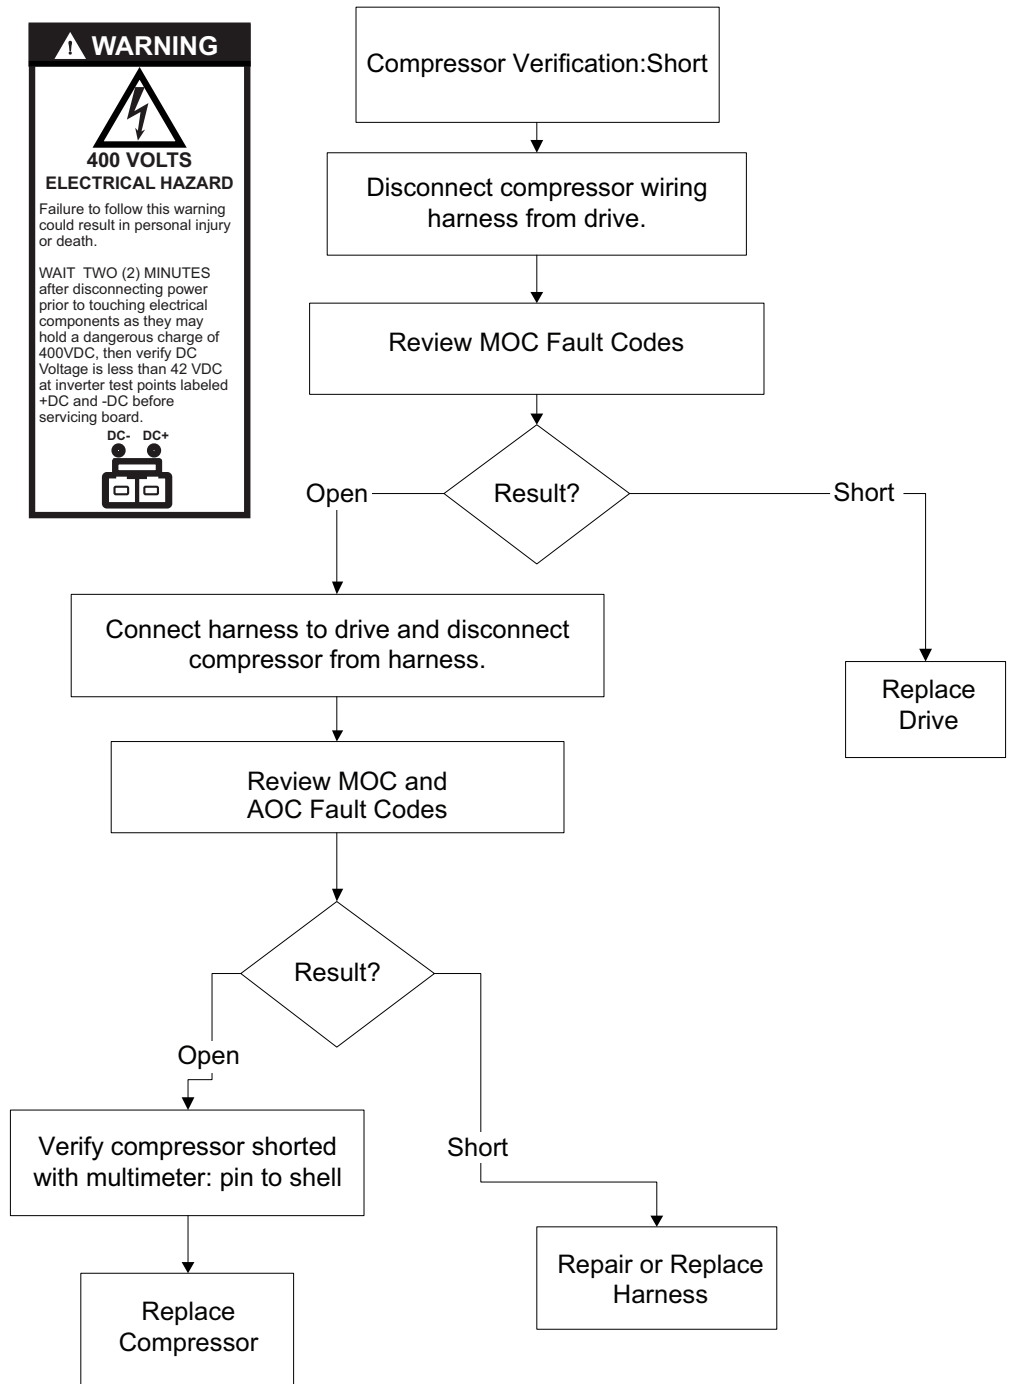 WARNING
400 VOLTS
ELECTRICAL HAZARD
Failure to follow this warning
could result in personal injury
or death.
WAIT TWO (2) MINUTES
after disconnecting power
prior to touching electrical
components as they may
hold a dangerous charge of
400VDC, then verify DC
Voltage is less than 42 VDC
at inverter test points labeled
+DC and -DC before
servicing board.
DC- DC+
Compressor Verification:Short
Disconnect compressor wiring
harness from drive.
Review MOC Fault Codes
Result?
Open
Short
Connect harness to drive and disconnect
compressor from harness.
Replace
Drive
Review MOC and
AOC Fault Codes
Result?
Open
Short
Verify compressor shorted
with multimeter: pin to shell
Repair or Replace
Harness
Replace
Compressor